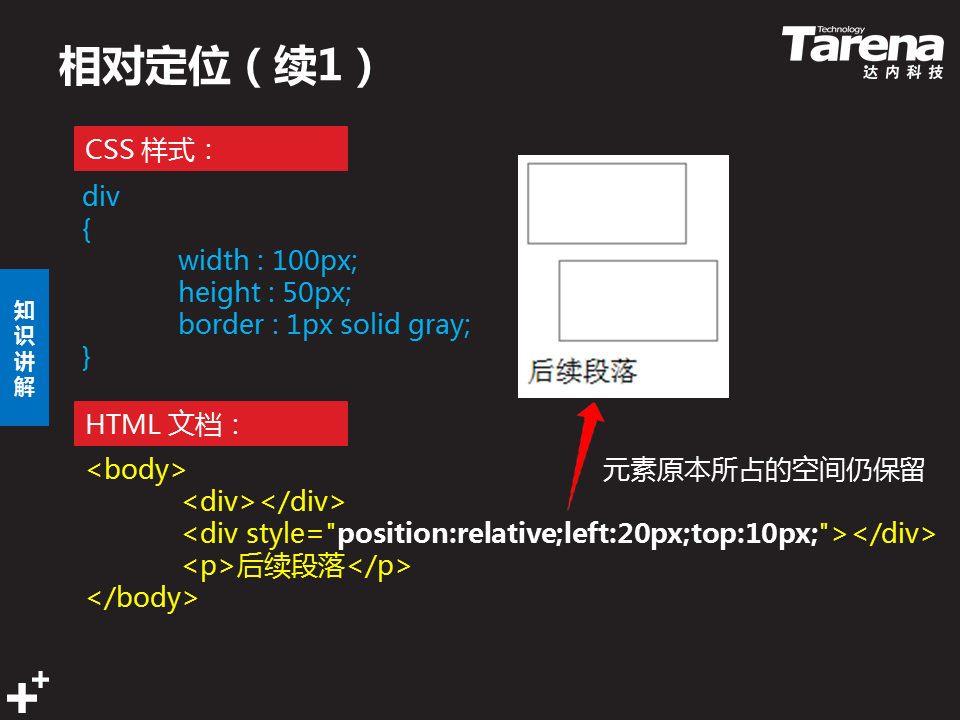 相对定位（续1）
Technology
Tarena
达内科技
CSS 样式：
div
{
width : 100px;
height : 50px;
border : 1px solid gray;
}
后续段落
知识讲解
HTML 文档：
元素原本所占的空间仍保留
<body>
<div></div>
<div style="position:relative;left:20px;top:10px;"></div>
<p>后续段落</p>
</body>